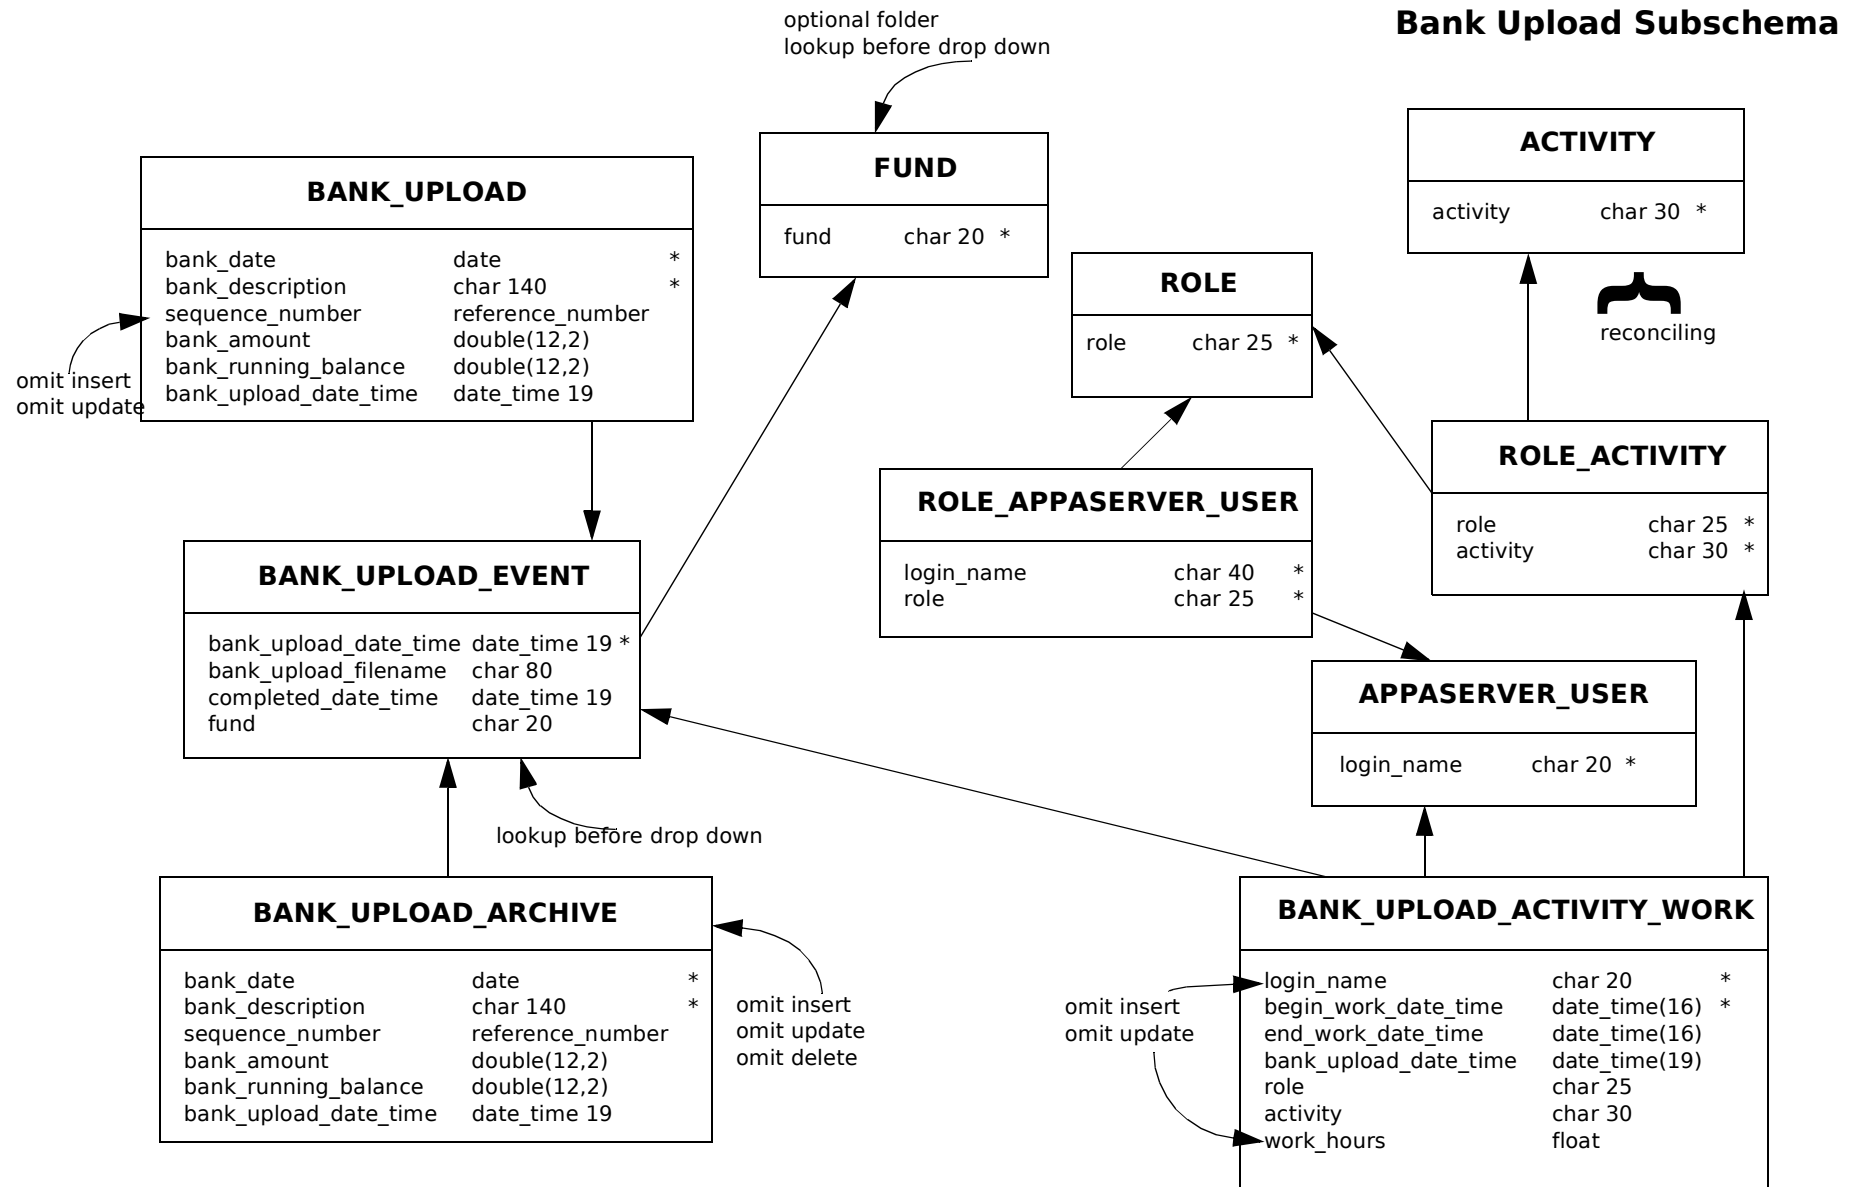 Bank Upload Subschema
optional folder
lookup before drop down
FUND
fund char 20 *
ACTIVITY
activity char 30 *
reconciling
BANK_UPLOAD
bank_date date *
bank_description char 140 *
sequence_number reference_number
bank_amount double(12,2)
bank_running_balance double(12,2)
bank_upload_date_time date_time 19
omit insert
omit update
ROLE
role char 25 *
ROLE_ACTIVITY
role char 25 *
activity char 30 *
ROLE_APPASERVER_USER
login_name char 40 *
role char 25 *
BANK_UPLOAD_EVENT
bank_upload_date_time date_time 19 *
bank_upload_filename char 80
completed_date_time date_time 19
fund char 20
lookup before drop down
APPASERVER_USER
login_name char 20 *
BANK_UPLOAD_ARCHIVE
bank_date date *
bank_description char 140 *
sequence_number reference_number
bank_amount double(12,2)
bank_running_balance double(12,2)
bank_upload_date_time date_time 19
omit insert
omit update
omit delete
BANK_UPLOAD_ACTIVITY_WORK
login_name char 20 *
begin_work_date_time date_time(16) *
end_work_date_time date_time(16)
bank_upload_date_time date_time(19)
role char 25
activity char 30
work_hours float
omit insert
omit update